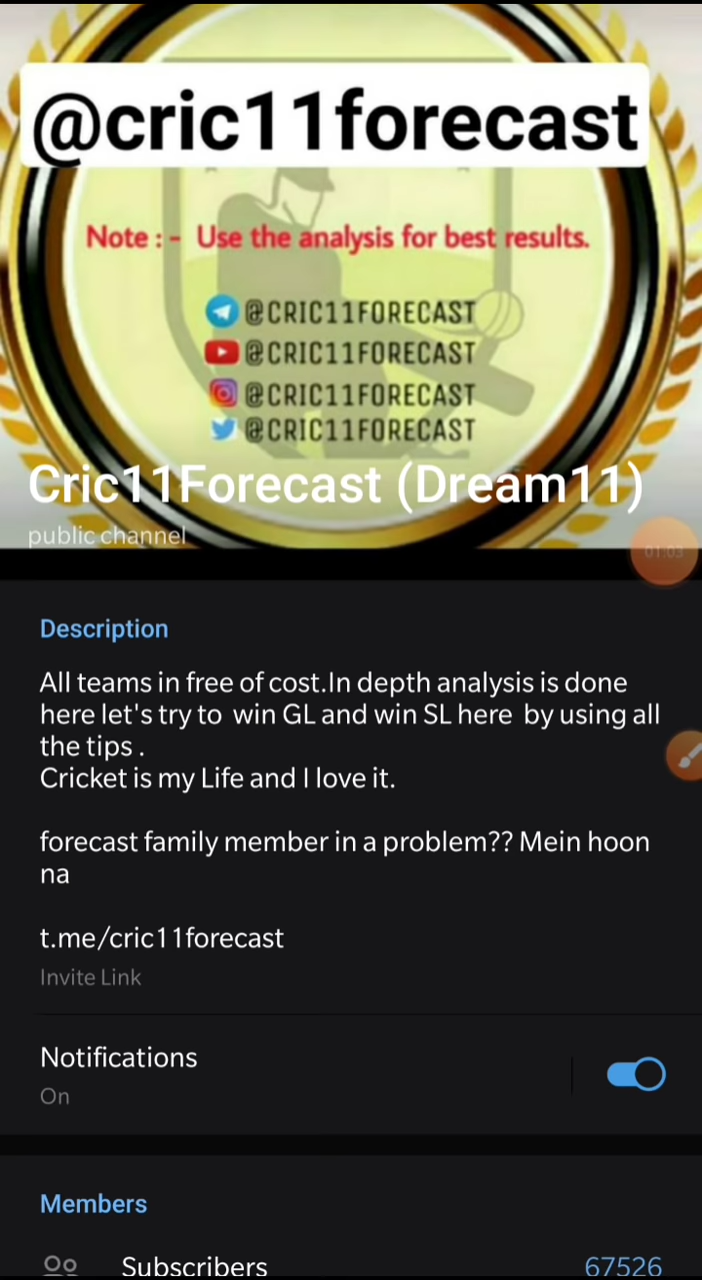 @cric11forecast
Note : - Use the analysis for best results.
@CRIC11FORECAST
@CRIC11FORECAST
@CRIC11FORECAST
@CRIC11FORECAST
Cric11Forecast (Dream11)
public channel
01:03
Description
All teams in free of cost.In depth analysis is done
here let's try to win GL and win SL here by using all
the tips .
Cricket is my Life and I love it.
forecast family member in a problem?? Mein hoon
na
t.me/cric11forecast
Invite Link
Notifications
On
Members
Subscribers 67526